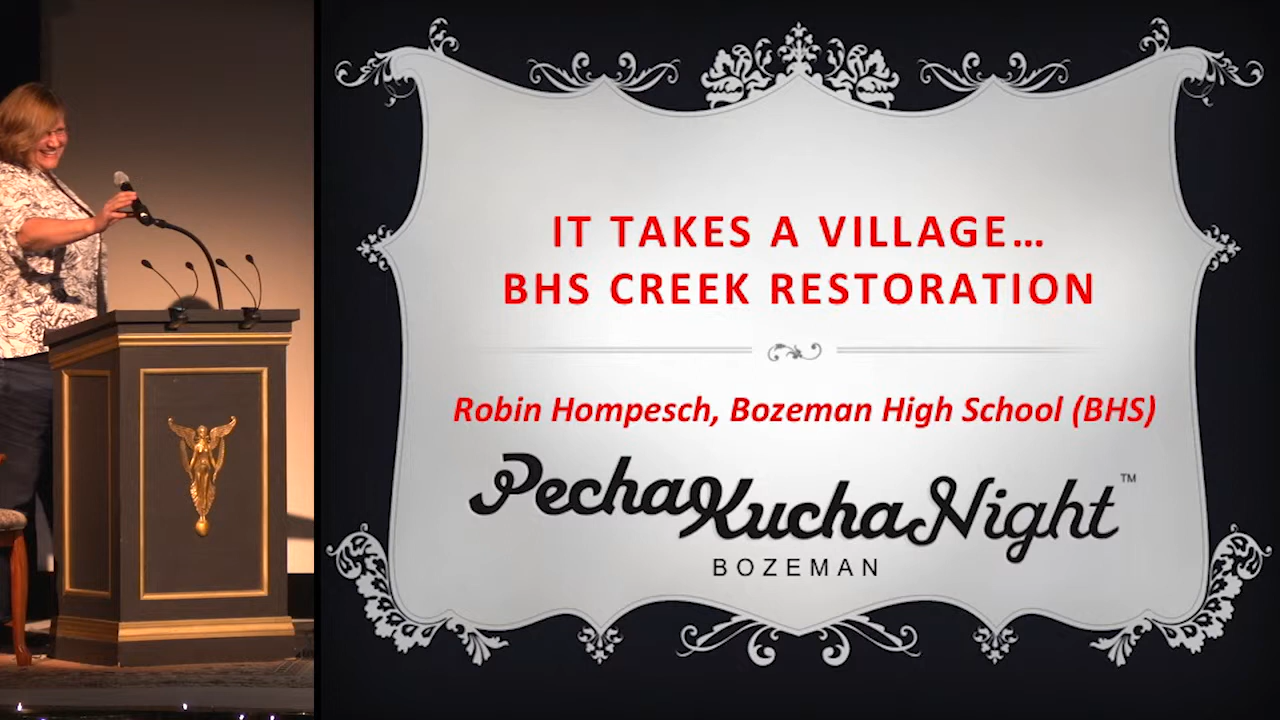 IT TAKES A VILLAGE…
BHS CREEK RESTORATION
Robin Hompesch, Bozeman High School (BHS)
PechaKuchaNight™
BOZEMAN